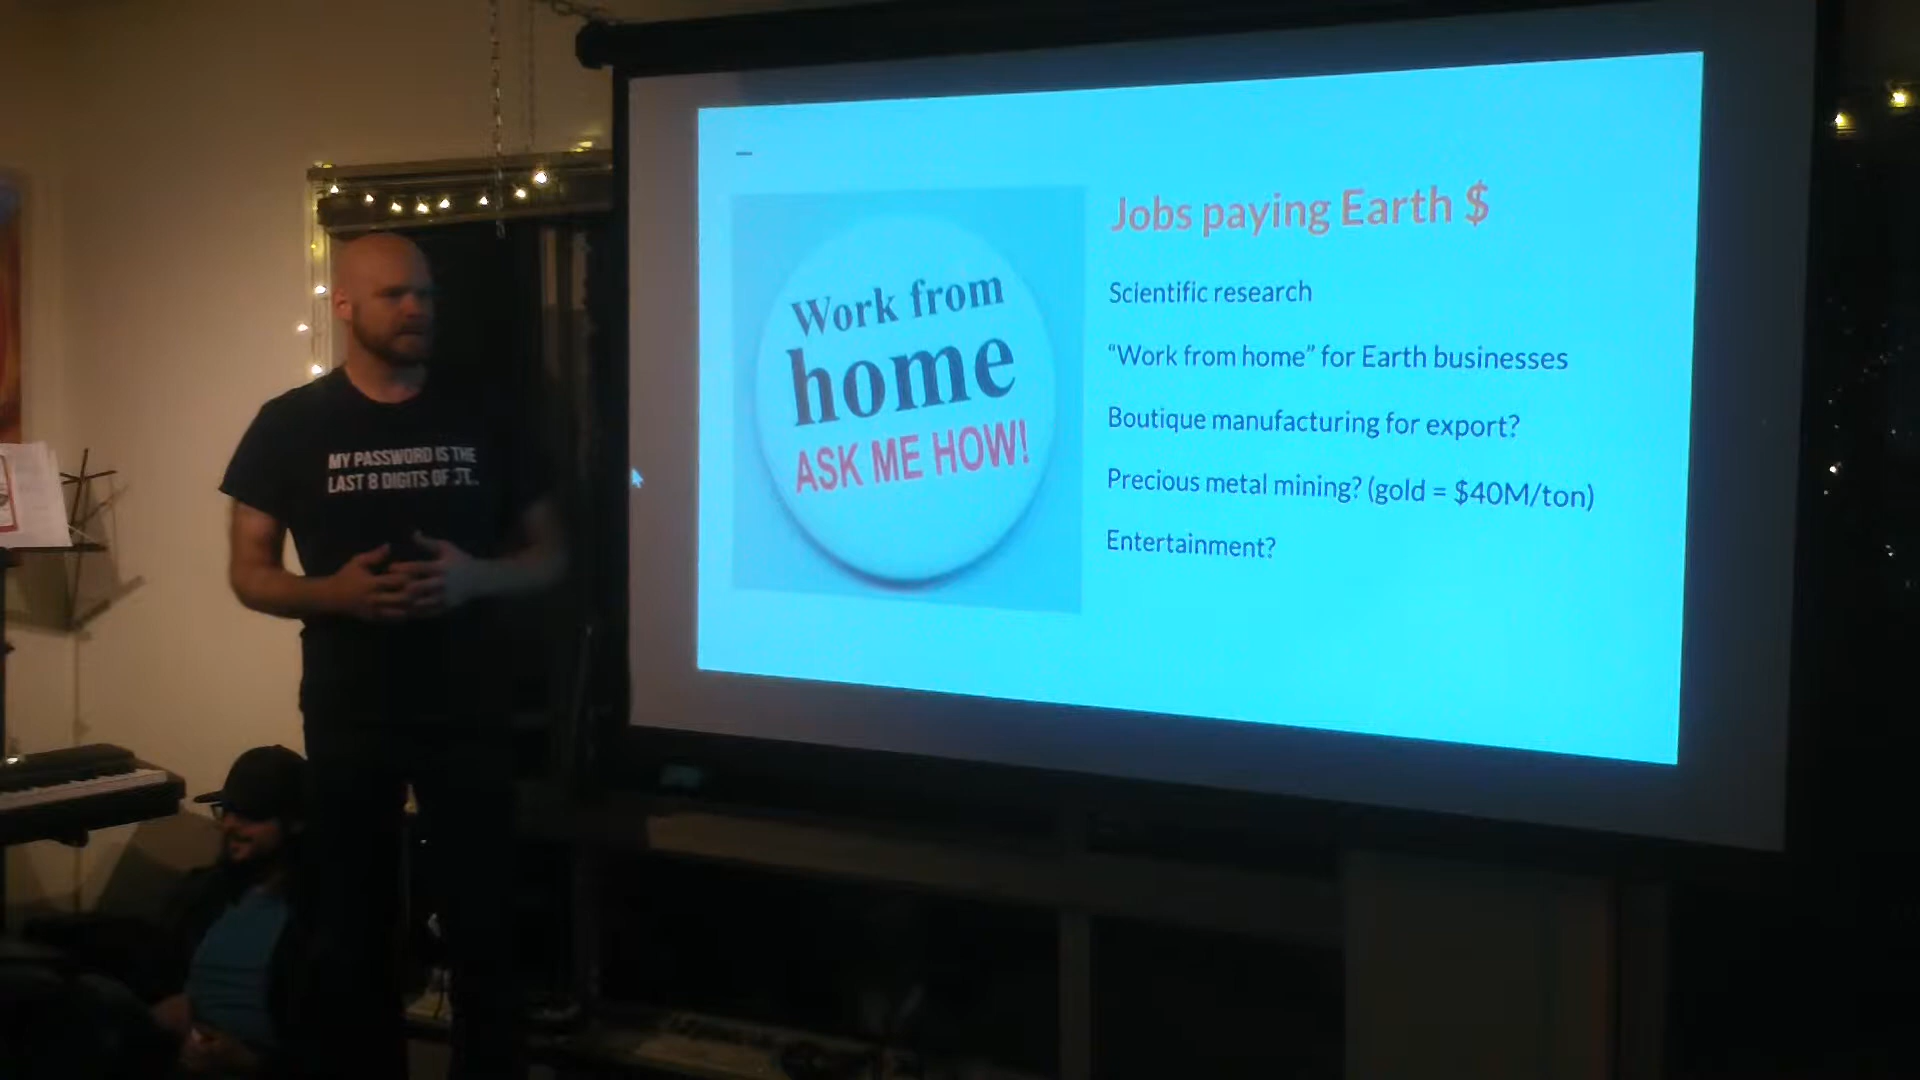 MY PASSWORD IS THE
LAST 8 DIGITS OF π.
Work from
home
ASK ME HOW!
Jobs paying Earth $
Scientific research
“Work from home” for Earth businesses
Boutique manufacturing for export?
Precious metal mining? (gold = $40M/ton)
Entertainment?